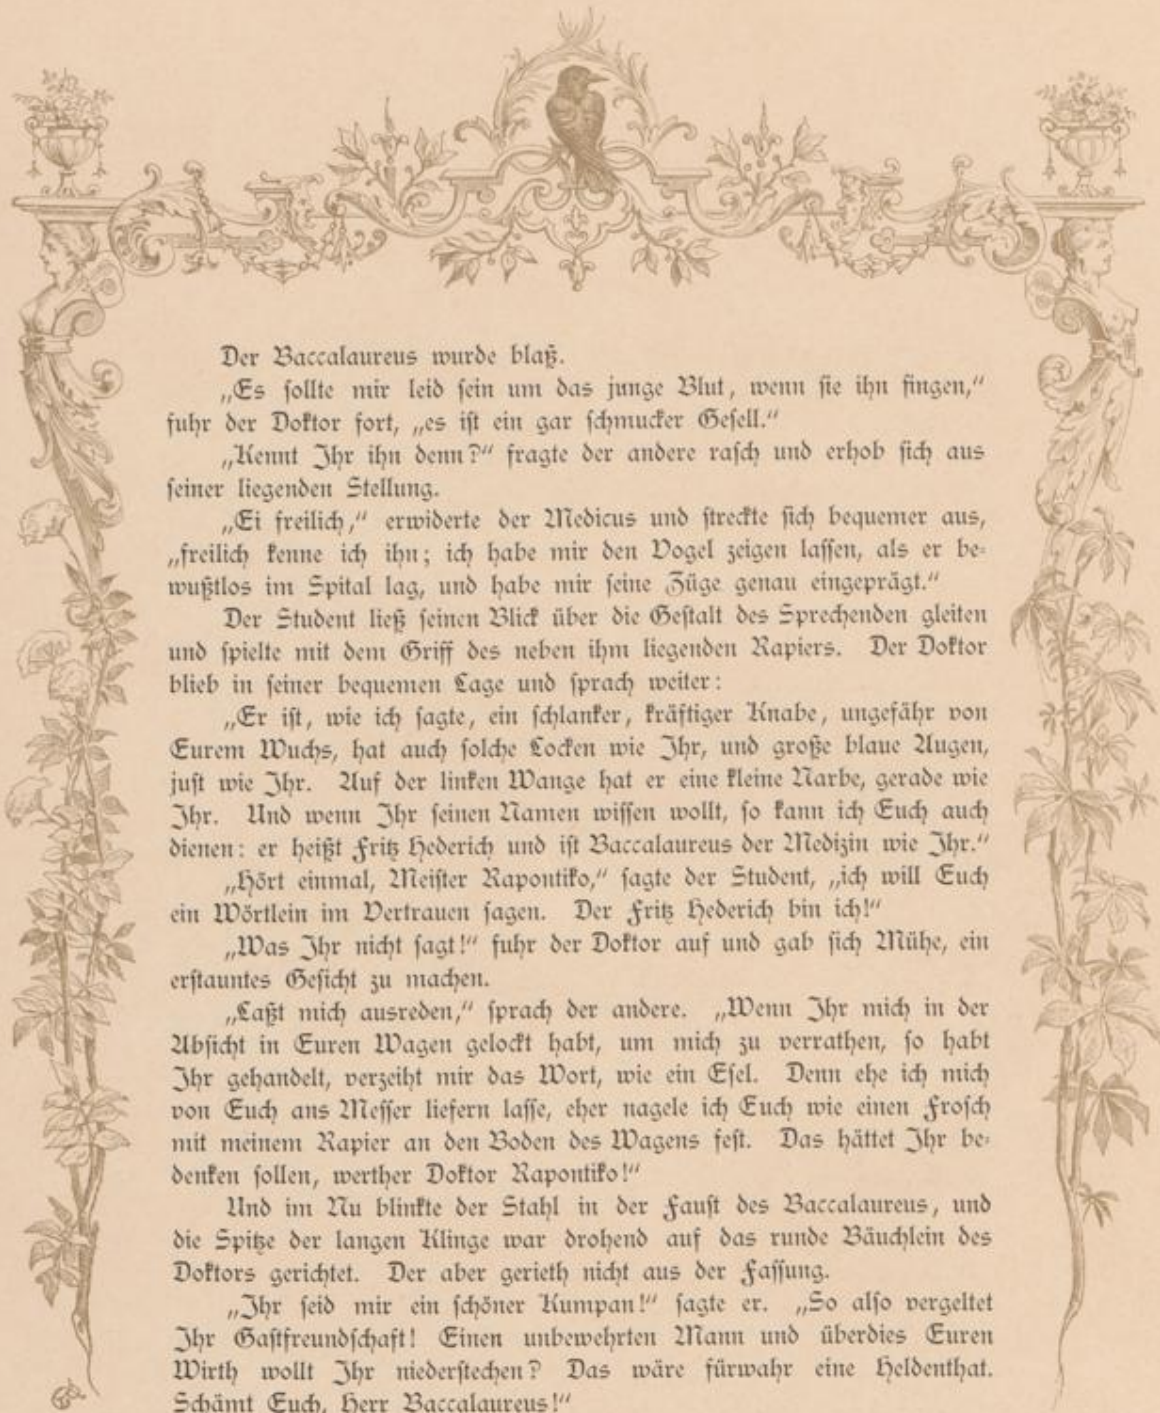 Der Baccalaureus wurde blaß.
„Es sollte mir leid sein um das junge Blut, wenn sie ihn fingen,“
fuhr der Doktor fort, „es ist ein gar schmucker Gesell.“
„Kennt Ihr ihn denn?“ fragte der andere rasch und erhob sich aus
seiner liegenden Stellung.
„Ei freilich,“ erwiderte der Medicus und streckte sich bequemer aus,
„freilich kenne ich ihn; ich habe mir den Vogel zeigen lassen, als er be-
wußtlos im Spital lag, und habe mir seine Züge genau eingeprägt.“
Der Student ließ seinen Blick über die Gestalt des Sprechenden gleiten
und spielte mit dem Griff des neben ihm liegenden Rapiers. Der Doktor
blieb in seiner bequemen Lage und sprach weiter:
„Er ist, wie ich sagte, ein schlanker, kräftiger Knabe, ungefähr von
Eurem Wuchs, hat auch solche Locken wie Ihr, und große blaue Augen,
just wie Ihr. Auf der linken Wange hat er eine kleine Narbe, gerade wie
Ihr. Und wenn Ihr seinen Namen wissen wollt, so kann ich Euch auch
dienen: er heißt Fritz Hederich und ist Baccalaureus der Medizin wie Ihr.“
„Hört einmal, Meister Rapontiko,“ sagte der Student, „ich will Euch
ein Wörtlein im Vertrauen sagen. Der Fritz Hederich bin ich!“
„Was Ihr nicht sagt!“ fuhr der Doktor auf und gab sich Mühe, ein
erstauntes Gesicht zu machen.
„Laßt mich ausreden,“ sprach der andere. „Wenn Ihr mich in der
Absicht in Euren Wagen gelockt habt, um mich zu verrathen, so habt
Ihr gehandelt, verzeiht mir das Wort, wie ein Esel. Denn ehe ich mich
von Euch ans Messer liefern lasse, eher nagele ich Euch wie einen Frosch
mit meinem Rapier an den Boden des Wagens fest. Das hättet Ihr be-
denken sollen, werther Doktor Rapontiko!“
Und im Nu blinkte der Stahl in der Faust des Baccalaureus, und
die Spitze der langen Klinge war drohend auf das runde Bäuchlein des
Doktors gerichtet. Der aber gerieth nicht aus der Fassung.
„Ihr seid mir ein schöner Kumpan!“ sagte er. „So also vergeltet
Ihr Gastfreundschaft! Einen unbewehrten Mann und überdies Euren
Wirth wollt Ihr niederstechen? Das wäre fürwahr eine Heldenthat.
Schämt Euch, Herr Baccalaureus!“